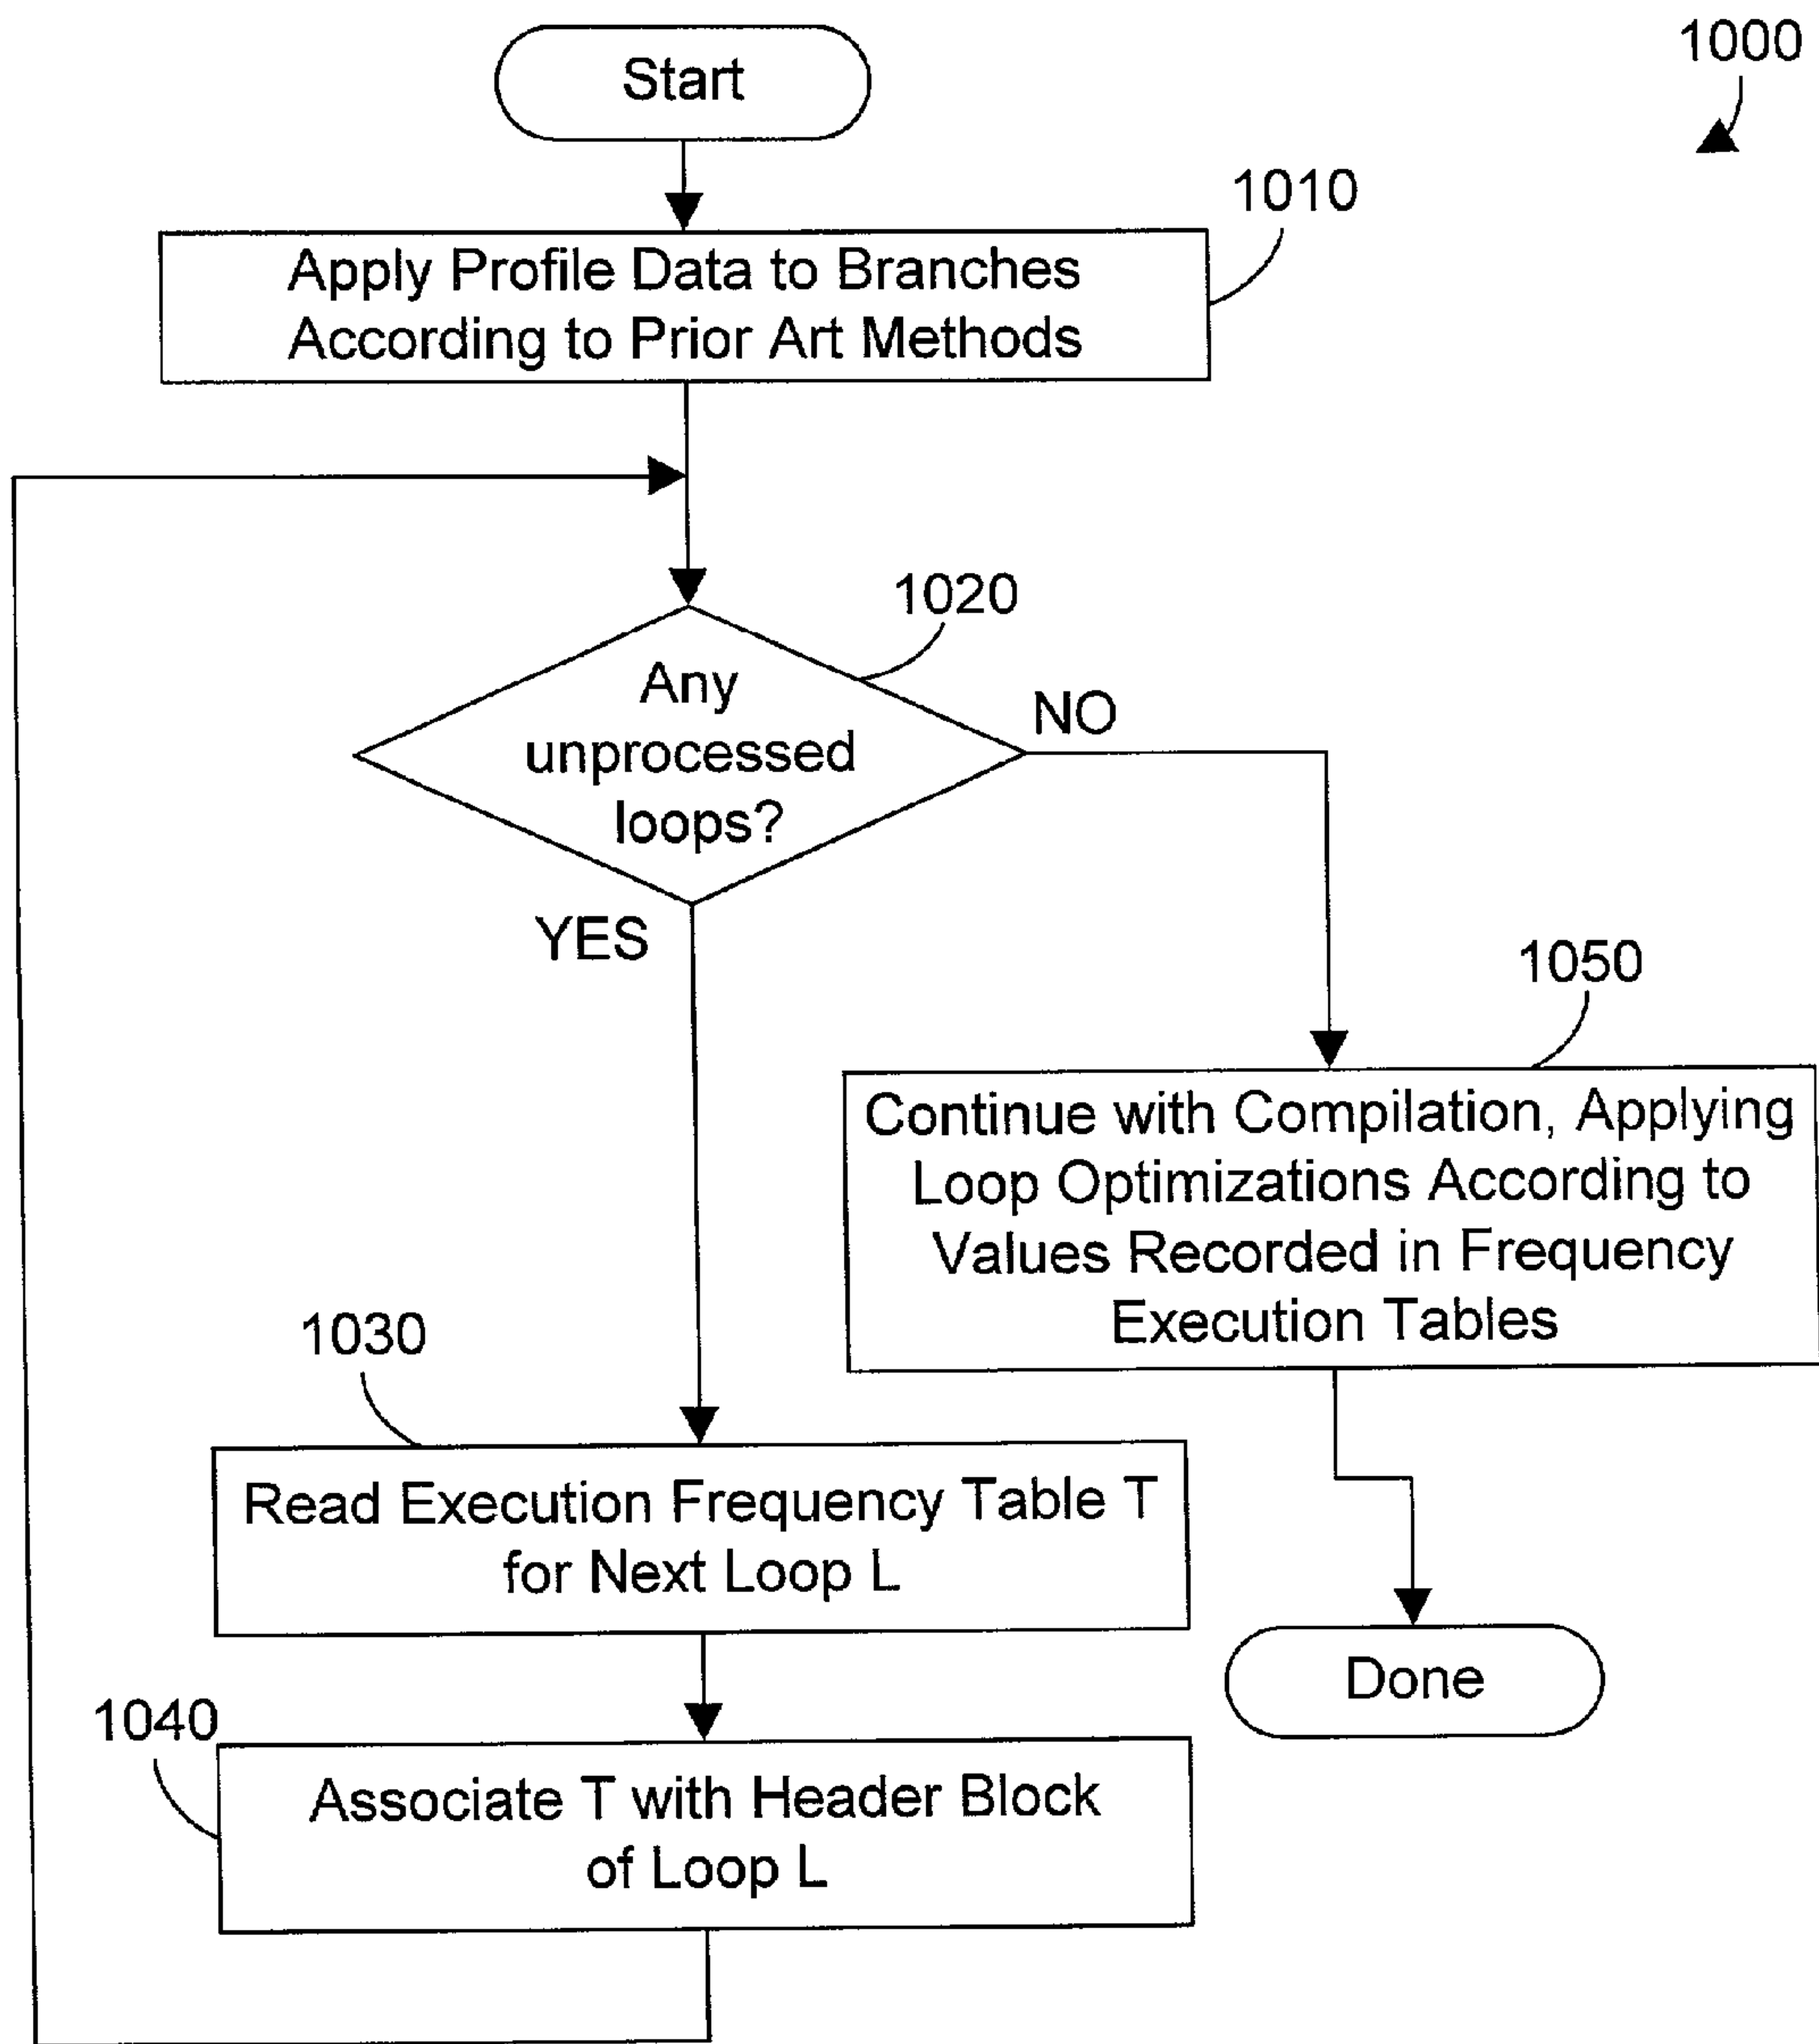 Start
1000
1010
Apply Profile Data to Branches
According to Prior Art Methods
1020
Any
unprocessed
loops?
NO
YES
1050
Continue with Compilation, Applying
Loop Optimizations According to
Values Recorded in Frequency
Execution Tables
1030
Read Execution Frequency Table T
for Next Loop L
Done
1040
Associate T with Header Block
of Loop L